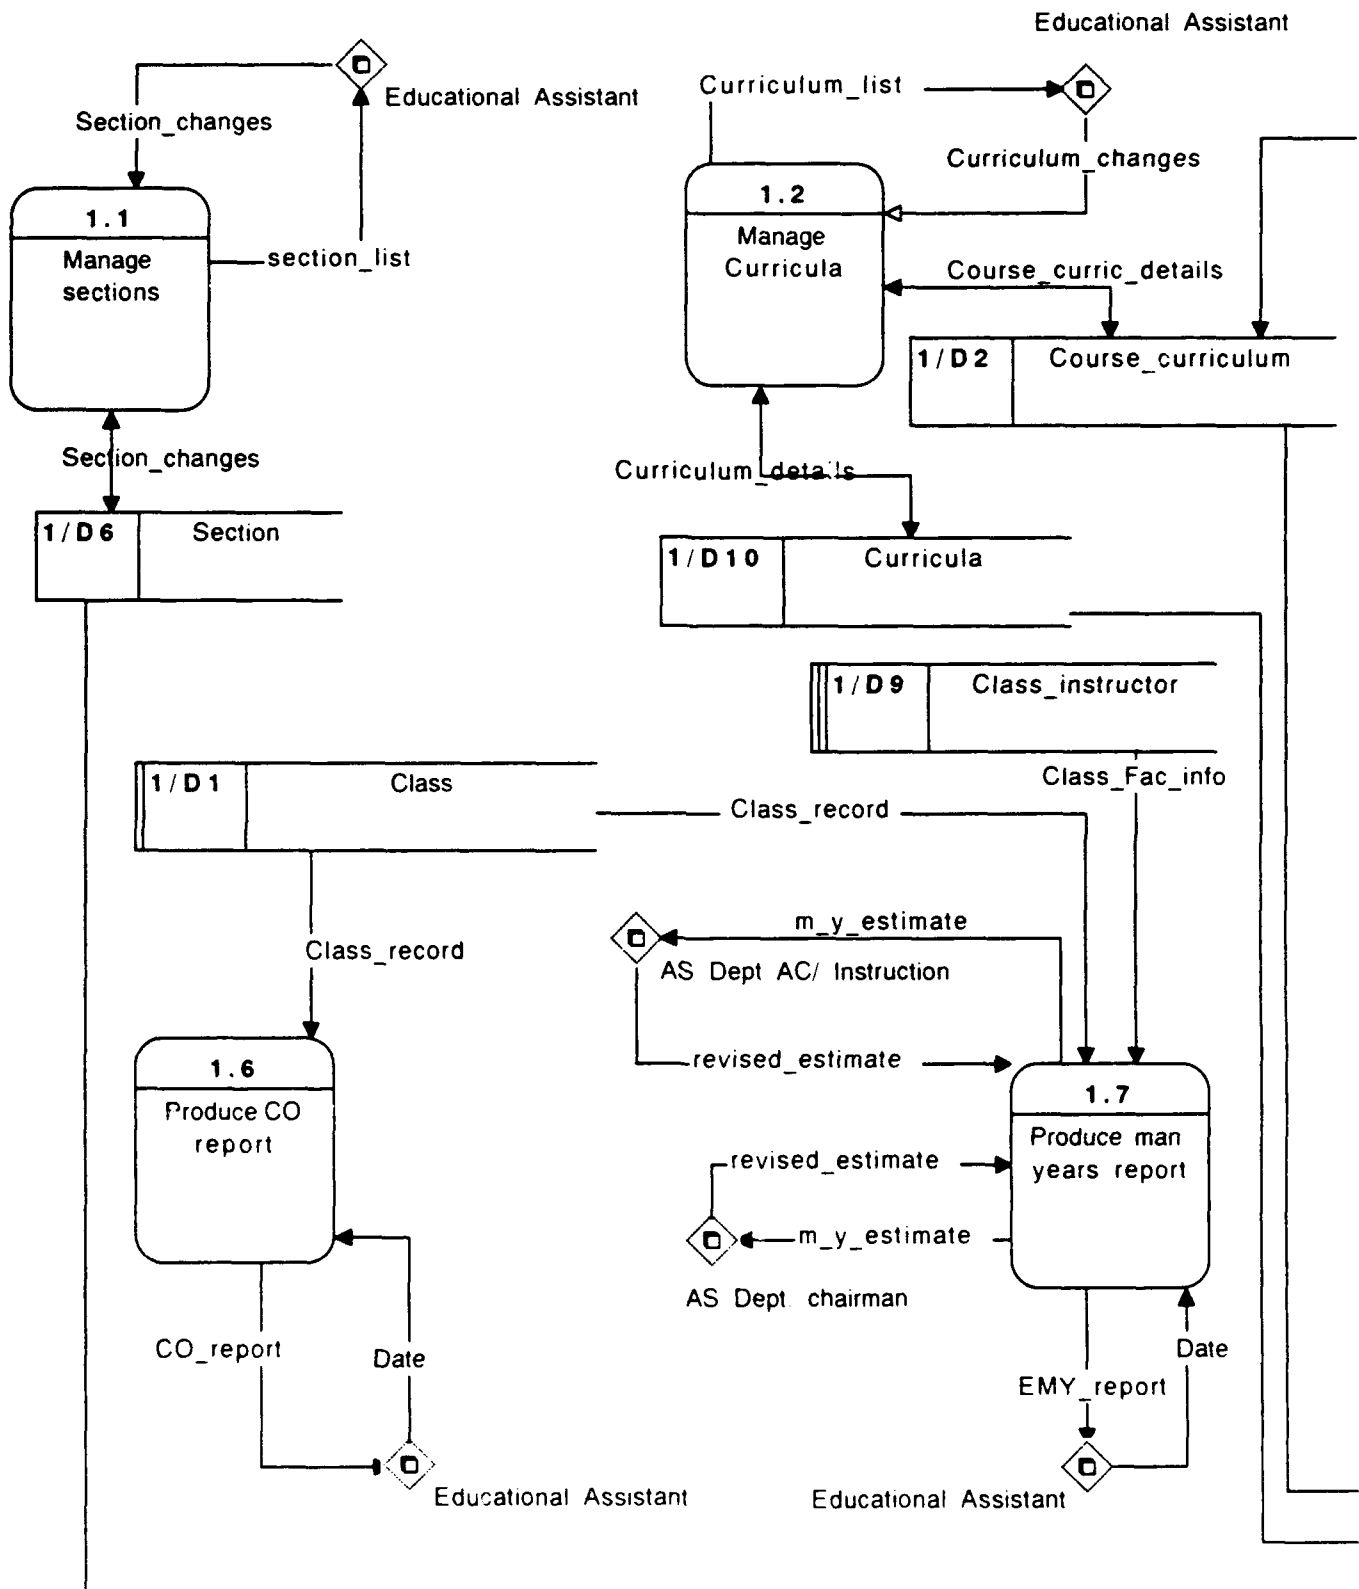 Educational Assistant
Educational Assistant
Curriculum_list
Section_changes
Curriculum_changes
1.1
Manage
sections
section_list
1.2
Manage
Curricula
Course_curric_details
1/D2 Course_curriculum
Section_changes
Curriculum_details
1/D6 Section
1/D10 Curricula
1/D9 Class_instructor
1/D1 Class
Class_Fac_info
Class_record
m_y_estimate
Class_record
AS Dept AC/ Instruction
revised_estimate
1.6
Produce CO
report
1.7
Produce man
years report
revised_estimate
m_y_estimate
AS Dept. chairman
CO_report
Date
Date
EMY_report
Educational Assistant
Educational Assistant